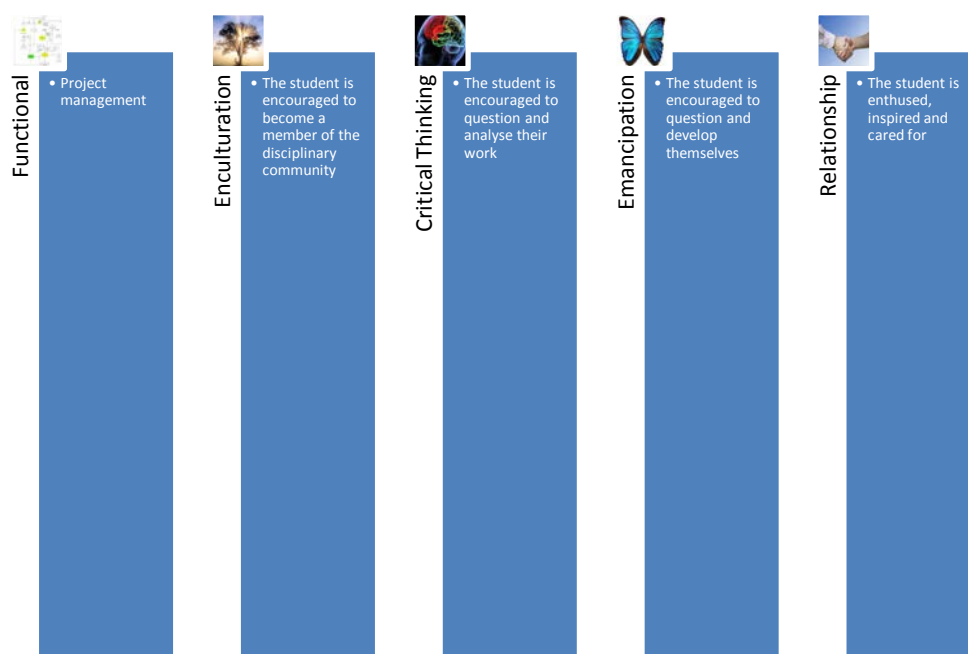 Functional
• Project
management
Enculturation
• The student is
encouraged to
become a
member of the
disciplinary
community
Critical Thinking
• The student is
encouraged to
question and
analyse their
work
Emancipation
• The student is
encouraged to
question and
develop
themselves
Relationship
• The student is
enthused,
inspired and
cared for